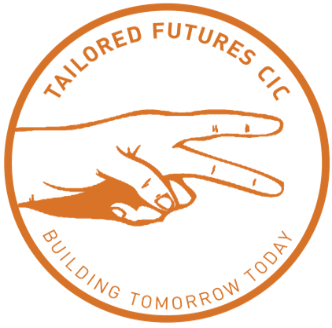 TAILORED FUTURES CIC
BUILDING TOMORROW TODAY